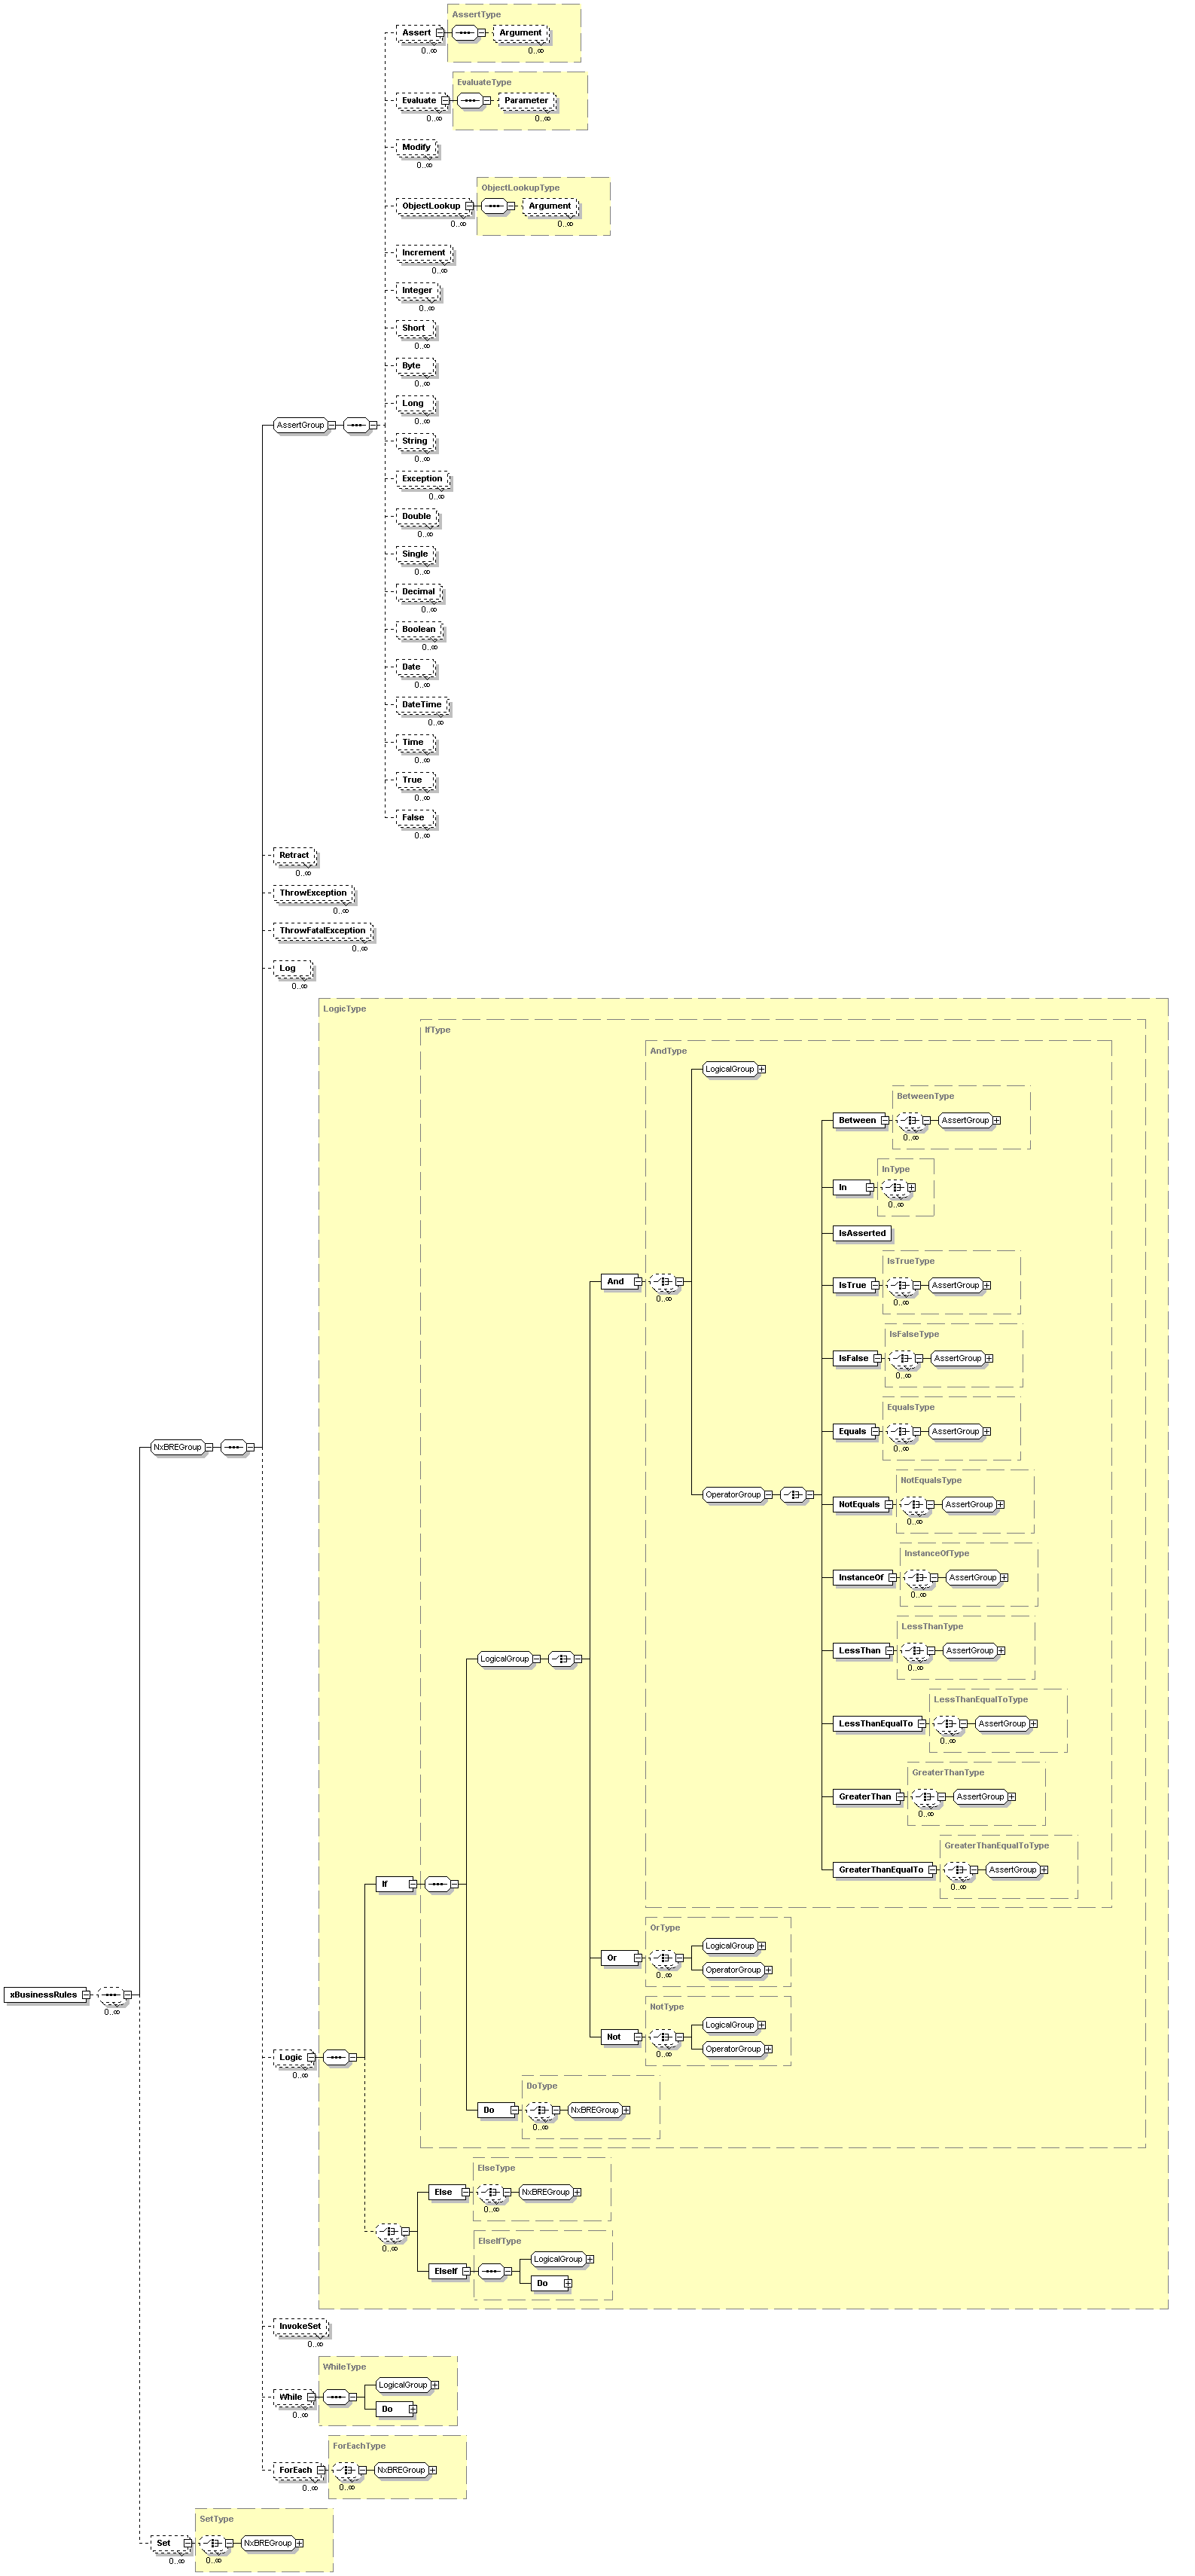 AssertType
Assert
Argument
0..∞
0..∞
EvaluateType
Evaluate
Parameter
0..∞
0..∞
Modify
0..∞
ObjectLookupType
ObjectLookup
Argument
0..∞
0..∞
Increment
0..∞
Integer
0..∞
Short
0..∞
Byte
0..∞
Long
0..∞
AssertGroup
String
0..∞
Exception
0..∞
Double
0..∞
Single
0..∞
Decimal
0..∞
Boolean
0..∞
Date
0..∞
DateTime
0..∞
Time
0..∞
True
0..∞
False
0..∞
Retract
0..∞
ThrowException
0..∞
ThrowFatalException
0..∞
Log
0..∞
LogicType
IfType
AndType
LogicalGroup
BetweenType
Between
AssertGroup
0..∞
InType
In
0..∞
IsAsserted
IsTrueType
And
IsTrue
AssertGroup
0..∞
0..∞
IsFalseType
IsFalse
AssertGroup
0..∞
EqualsType
Equals
AssertGroup
0..∞
NxBREGroup
NotEqualsType
OperatorGroup
NotEquals
AssertGroup
0..∞
InstanceOfType
InstanceOf
AssertGroup
0..∞
LessThanType
LessThan
AssertGroup
0..∞
LogicalGroup
LessThanEqualToType
LessThanEqualTo
AssertGroup
0..∞
GreaterThanType
GreaterThan
AssertGroup
0..∞
GreaterThanEqualToType
GreaterThanEqualTo
AssertGroup
0..∞
If
OrType
LogicalGroup
Or
0..∞
OperatorGroup
xBusinessRules
0..∞
NotType
LogicalGroup
Not
0..∞
OperatorGroup
Logic
0..∞
DoType
Do
NxBREGroup
0..∞
ElseType
Else
NxBREGroup
0..∞
0..∞
ElseIfType
LogicalGroup
ElseIf
Do
InvokeSet
0..∞
WhileType
LogicalGroup
While
Do
0..∞
ForEachType
ForEach
NxBREGroup
0..∞
0..∞
SetType
Set
NxBREGroup
0..∞
0..∞